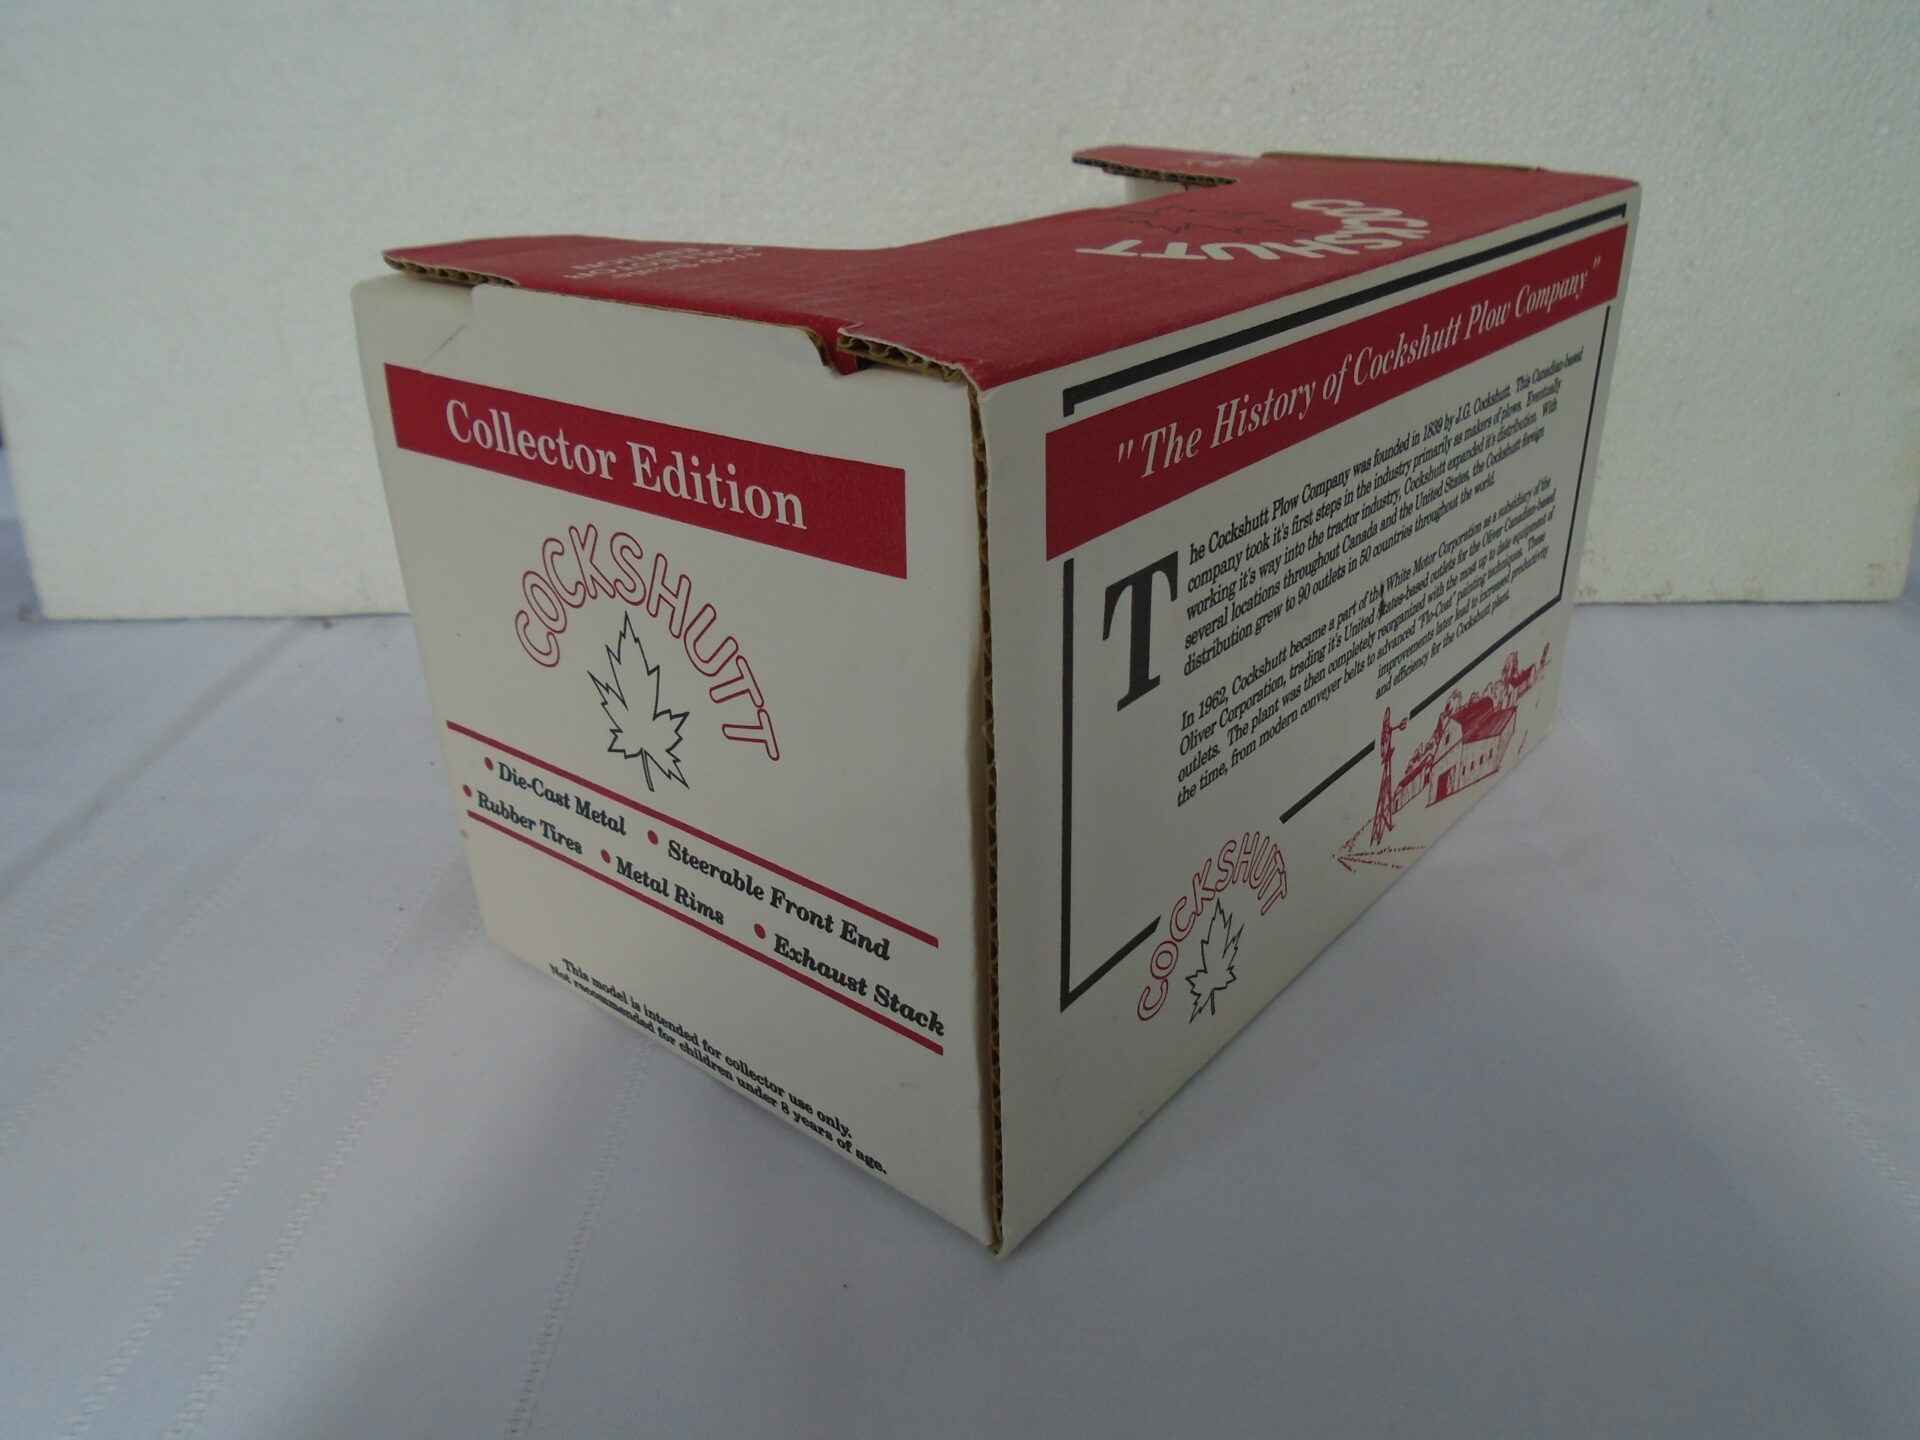 COCKSHUTT
Collector Edition
COCKSHUTT
• Die-Cast Metal • Steerable Front End
• Rubber Tires • Metal Rims • Exhaust Stack
This model is intended for collector use only.
Not recommended for children under 8 years of age.
"The History of Cockshutt Plow Company"
The Cockshutt Plow Company was founded in 1839 by J.G. Cockshutt. This Canadian-based
company took it's first steps in the industry primarily as makers of plows. Eventually
working it's way into the tractor industry, Cockshutt expanded it's distribution. With
several locations throughout Canada and the United States, the Cockshutt foreign
distribution grew to 90 outlets in 50 countries throughout the world.
In 1962, Cockshutt became a part of the White Motor Corporation as a subsidiary of the
Oliver Corporation, trading it's United States-based outlets for the Oliver Canadian-based
outlets. The plant was then completely reorganized with the most up to date equipment of
the time, from modern conveyer belts to advanced "Flo-Coat" painting techniques. These
improvements later lead to increased productivity
and efficiency for the Cockshutt plant.
COCKSHUTT